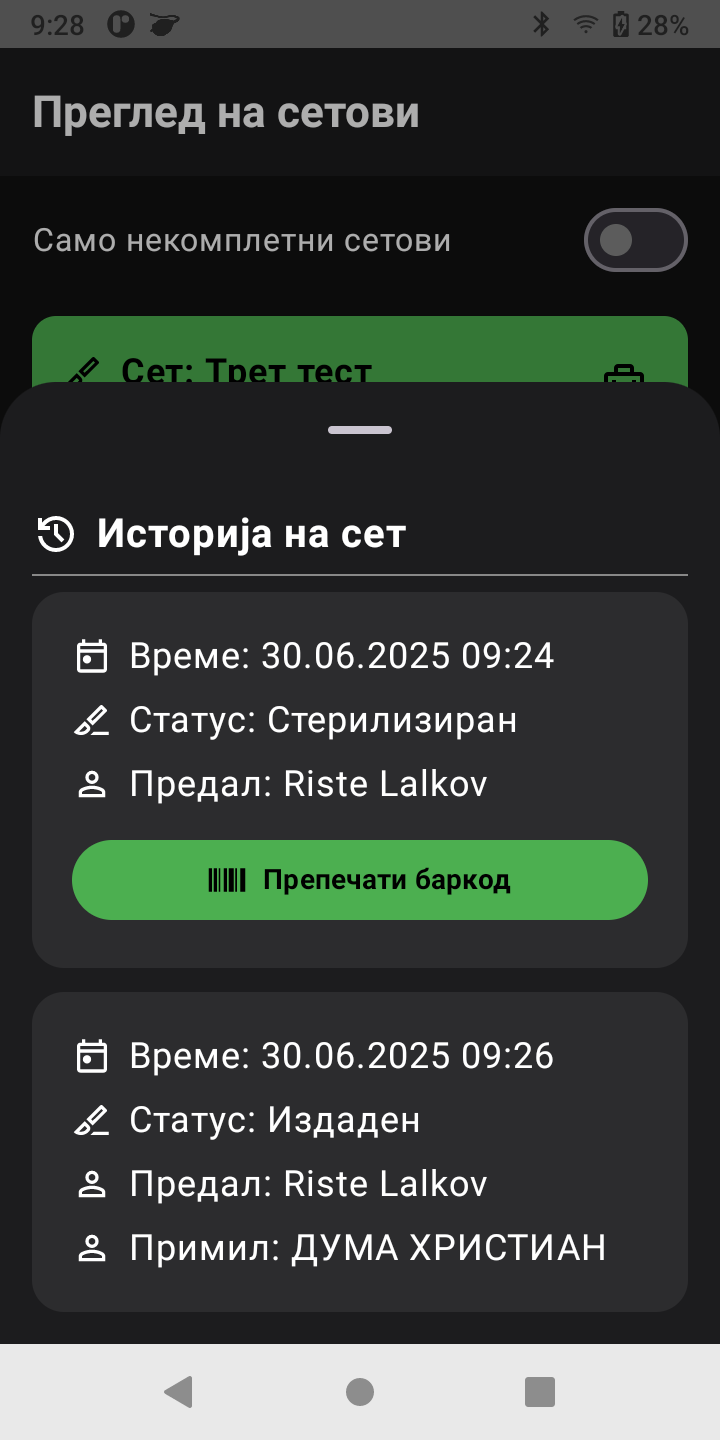 9:28
28%
Преглед на сетови
Само некомплетни сетови
Сет: Трет тест
Историја на сет
Време: 30.06.2025 09:24
Статус: Стерилизиран
Предал: Riste Lalkov
Препечати баркод
Време: 30.06.2025 09:26
Статус: Издаден
Предал: Riste Lalkov
Примил: ДУМА ХРИСТИАН